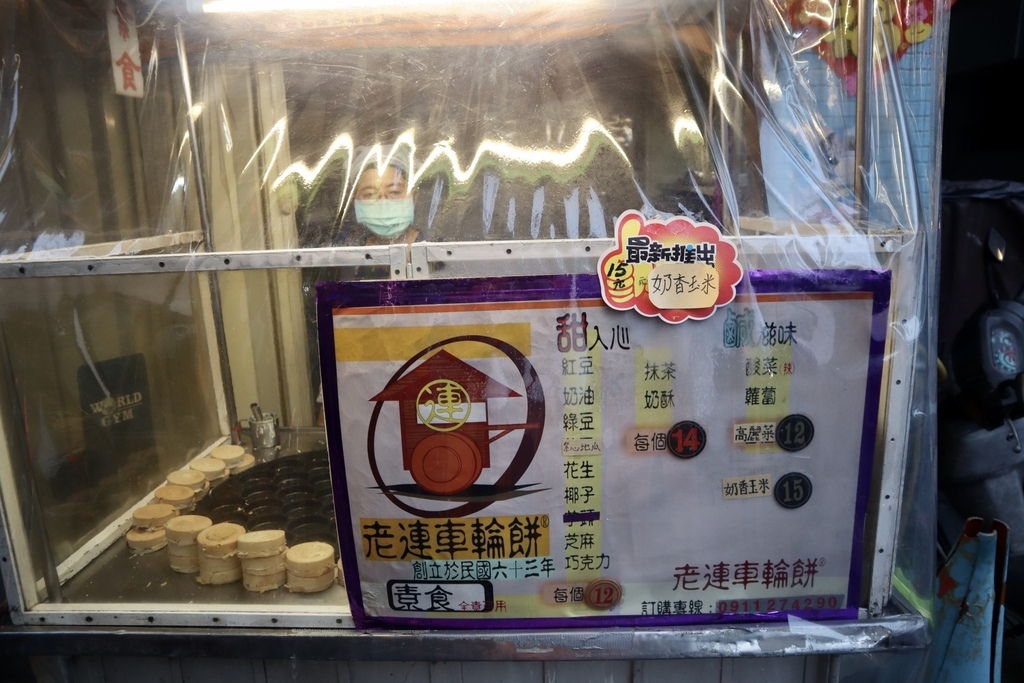 素食
WORLD
GYM
最新推出
15元
奶香玉米
甜入心
紅豆
奶油
綠豆
花生
椰子
芋頭
芝麻
巧克力
每個 12
抹茶
奶酥
每個 14
鹹滋味
酸菜(辣)
蘿蔔
高麗菜 12
奶香玉米 15
連
老連車輪餅®
創立於民國六十三年
素食
老連車輪餅®
訂購專線:0911274290